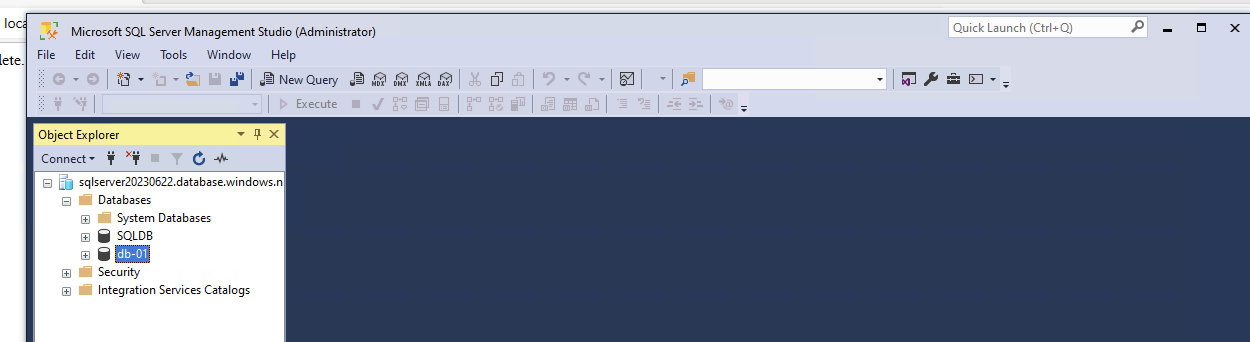 loca
Microsoft SQL Server Management Studio (Administrator)
Quick Launch (Ctrl+Q)
File Edit View Tools Window Help
lete.
New Query MDX DMX XMLA DAX
Execute
Object Explorer
Connect
sqlserver20230622.database.windows.n
Databases
System Databases
SQLDB
db-01
Security
Integration Services Catalogs